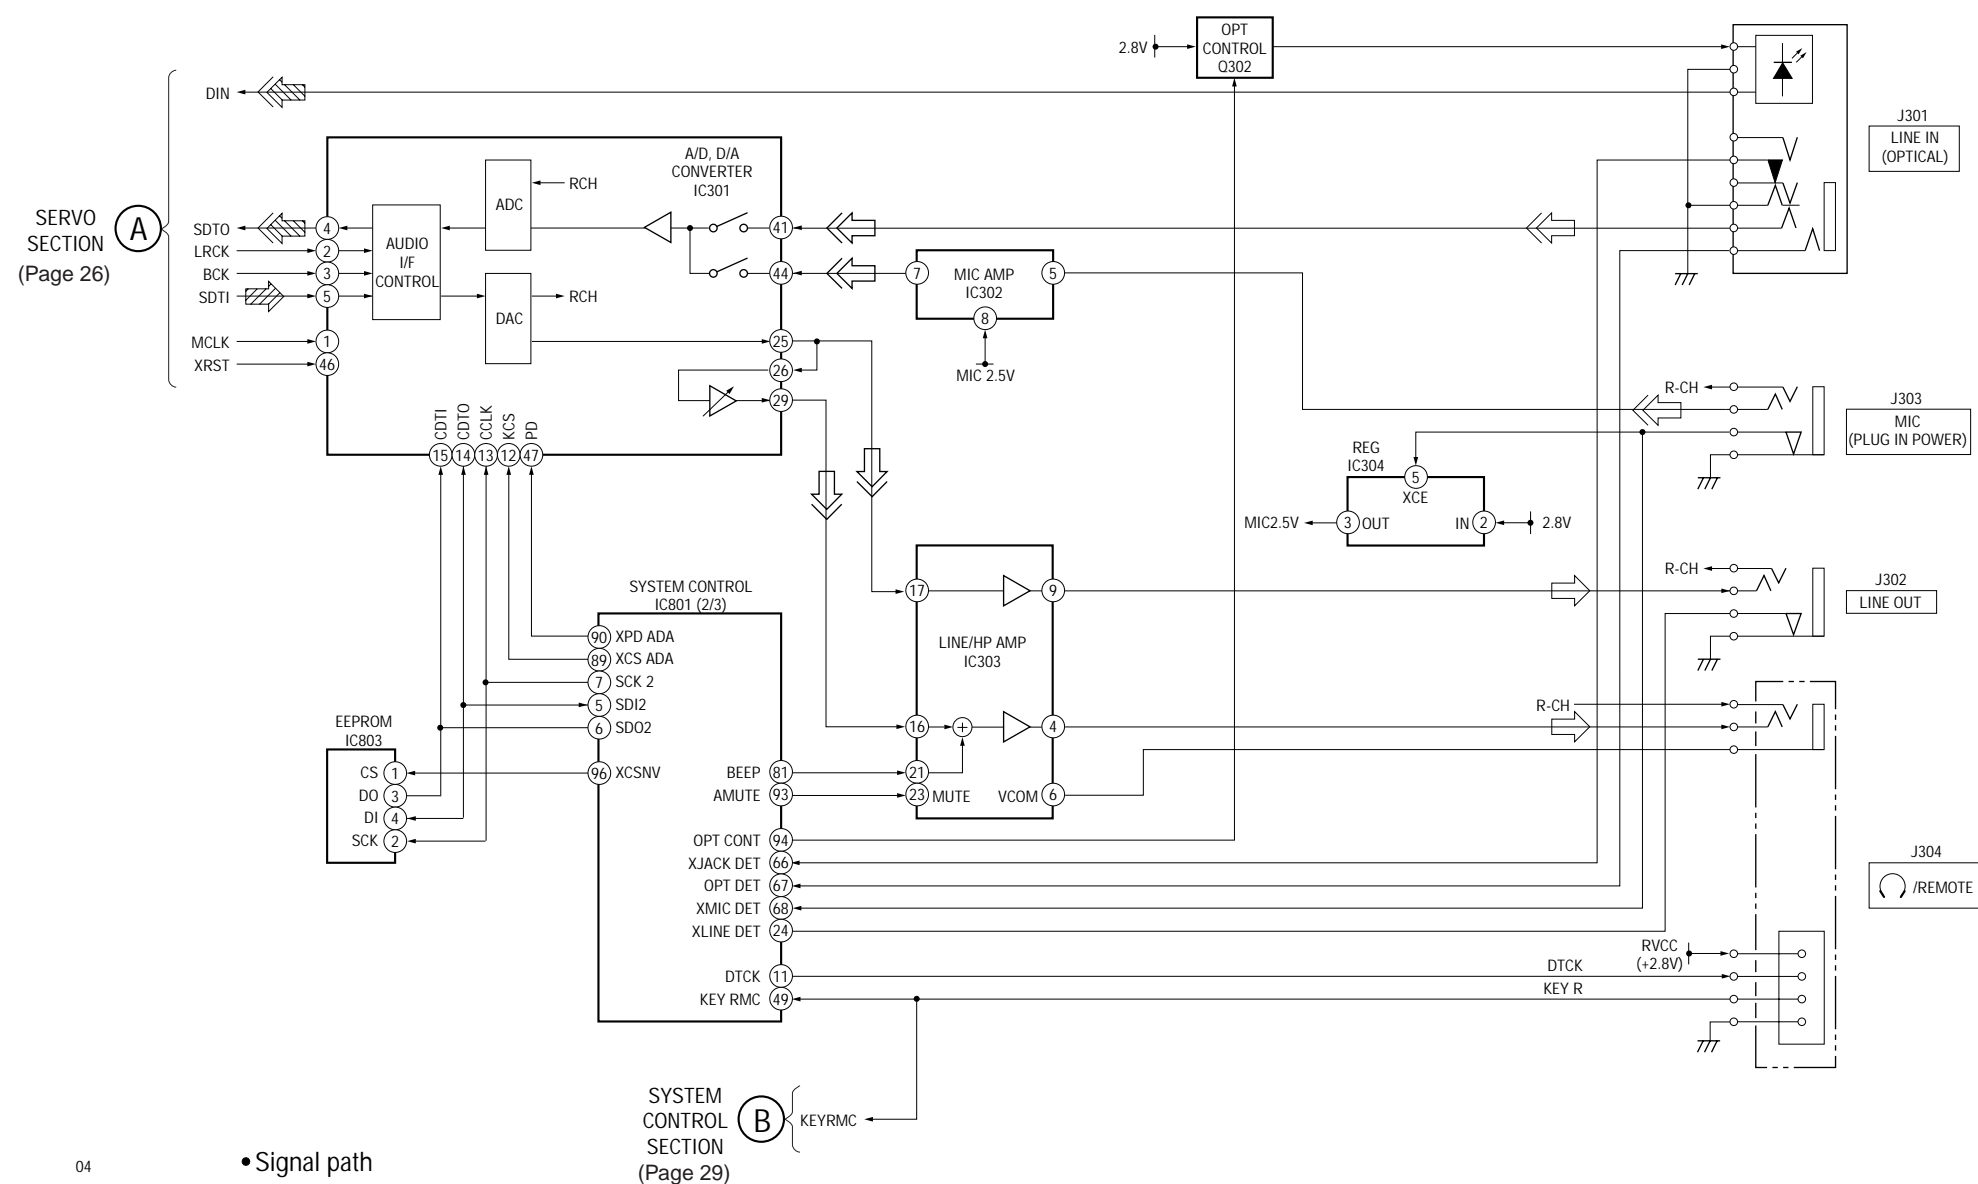 OPT
CONTROL
Q302
2.8V
DIN
J301
LINE IN
(OPTICAL)
A/D, D/A
CONVERTER
IC301
RCH
ADC
SERVO
SECTION
(Page 26)
A
SDTO
LRCK
BCK
SDTI
MCLK
XRST
4
2
3
5
1
46
AUDIO
I/F
CONTROL
RCH
DAC
41
44
25
26
29
7
MIC AMP
IC302
5
8
MIC 2.5V
CDTI
CDTO
CCLK
KCS
PD
15
14
13
12
47
R-CH
J303
MIC
(PLUG IN POWER)
REG
IC304
5
XCE
MIC2.5V
3
OUT
IN
2
2.8V
R-CH
J302
LINE OUT
SYSTEM CONTROL
IC801 (2/3)
90 XPD ADA
89 XCS ADA
7 SCK 2
5 SDI2
6 SDO2
96 XCSNV
17
9
LINE/HP AMP
IC303
16
+
4
21
23 MUTE
VCOM 6
R-CH
EEPROM
IC803
CS 1
DO 3
DI 4
SCK 2
BEEP 81
AMUTE 93
OPT CONT 94
XJACK DET 66
OPT DET 67
XMIC DET 68
XLINE DET 24
DTCK 11
KEY RMC 49
J304
/REMOTE
RVCC
(+2.8V)
DTCK
KEY R
SYSTEM
CONTROL
SECTION
(Page 29)
B
KEYRMC
04
• Signal path